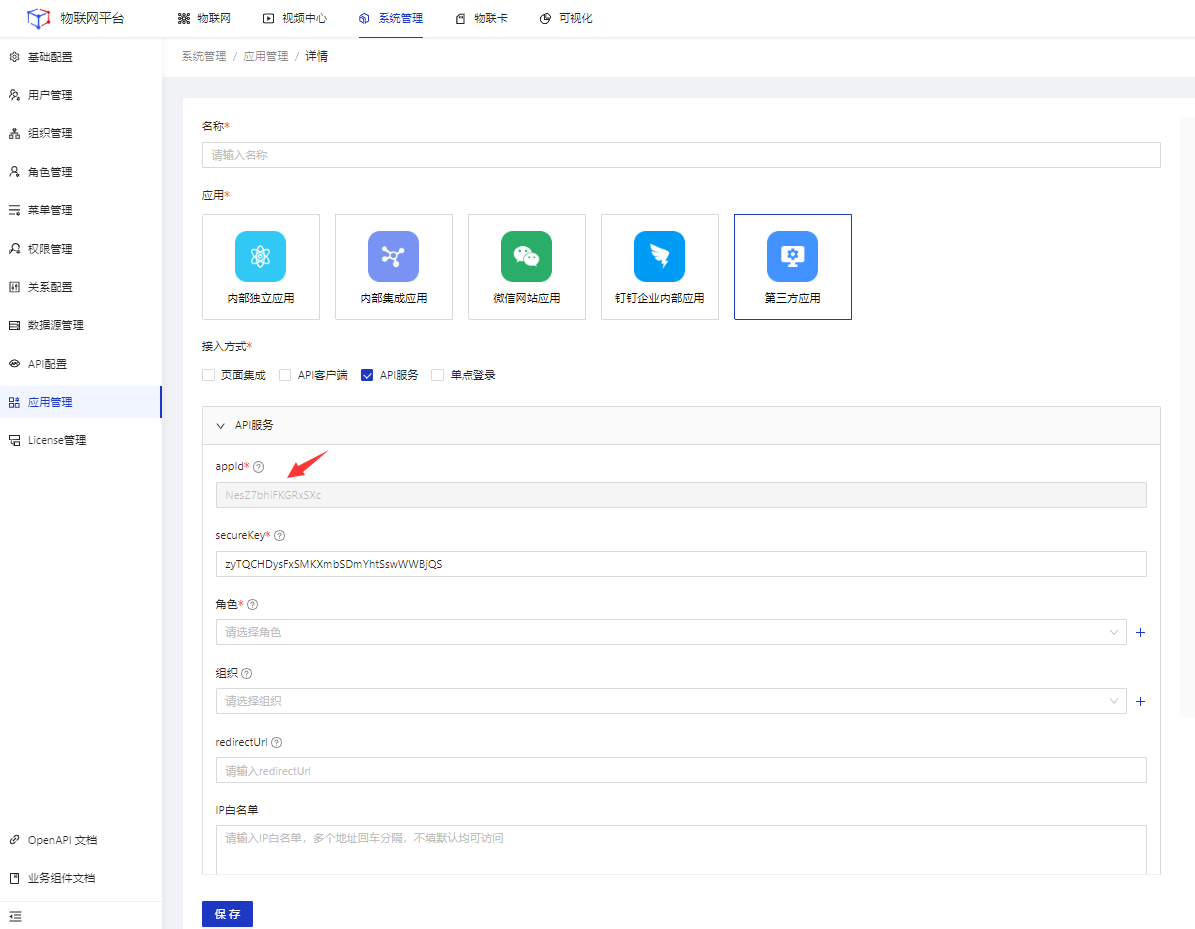 物联网平台
物联网 视频中心 系统管理 物联卡 可视化
系统管理 / 应用管理 / 详情
基础配置
用户管理
组织管理
角色管理
菜单管理
权限管理
关系配置
数据源管理
API配置
应用管理
License管理
OpenAPI 文档
业务组件文档
名称*
请输入名称
应用*
内部独立应用 内部集成应用 微信网站应用 钉钉企业内部应用 第三方应用
接入方式*
页面集成 API客户端 API服务 单点登录
API服务
appId*
NesZ7bhiFKGRxSXc
secureKey*
zyTQCHDysFxSMKXmbSDmYhtSswWWBjQS
角色*
请选择角色
组织
请选择组织
redirectUrl
请输入redirectUrl
IP白名单
请输入IP白名单，多个地址回车分隔，不填默认均可访问
保存